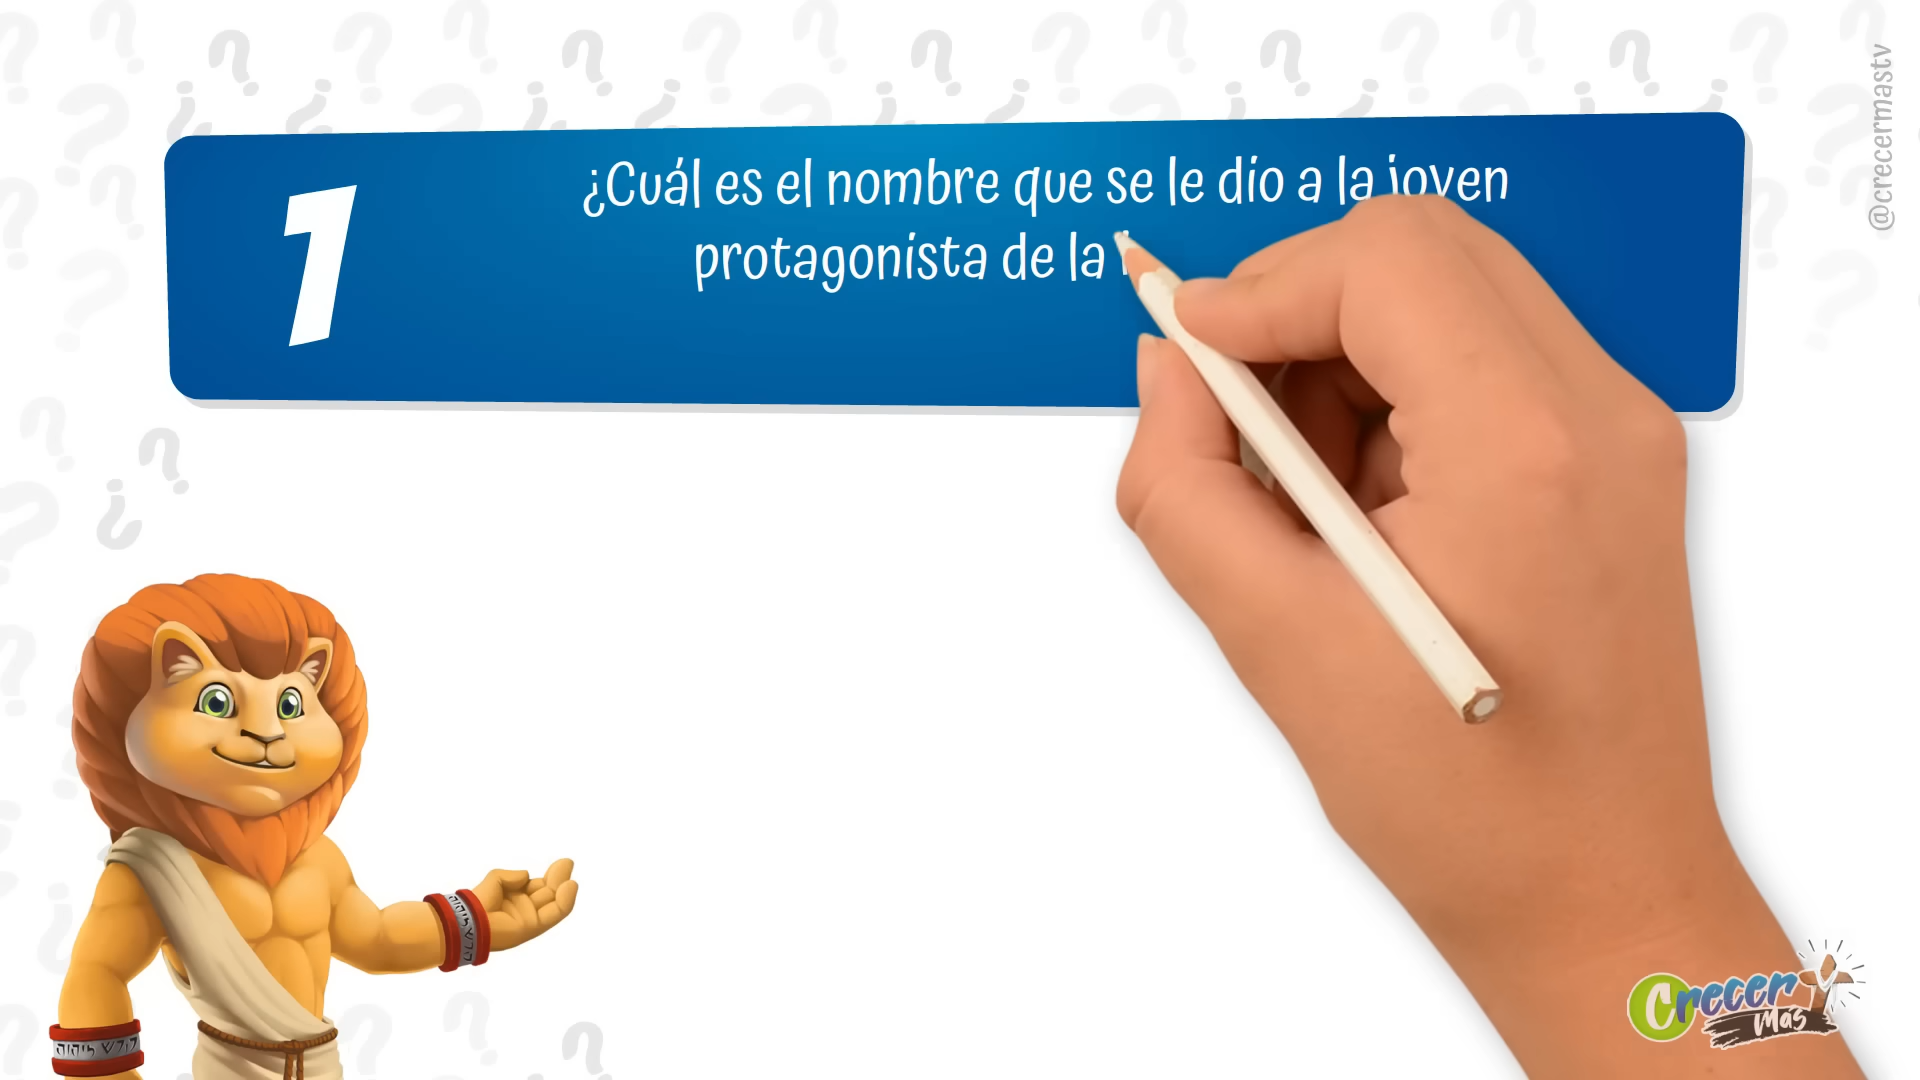 @crecermastv
1
¿Cuál es el nombre que se le dio a la joven
protagonista de la
Crecer
Más